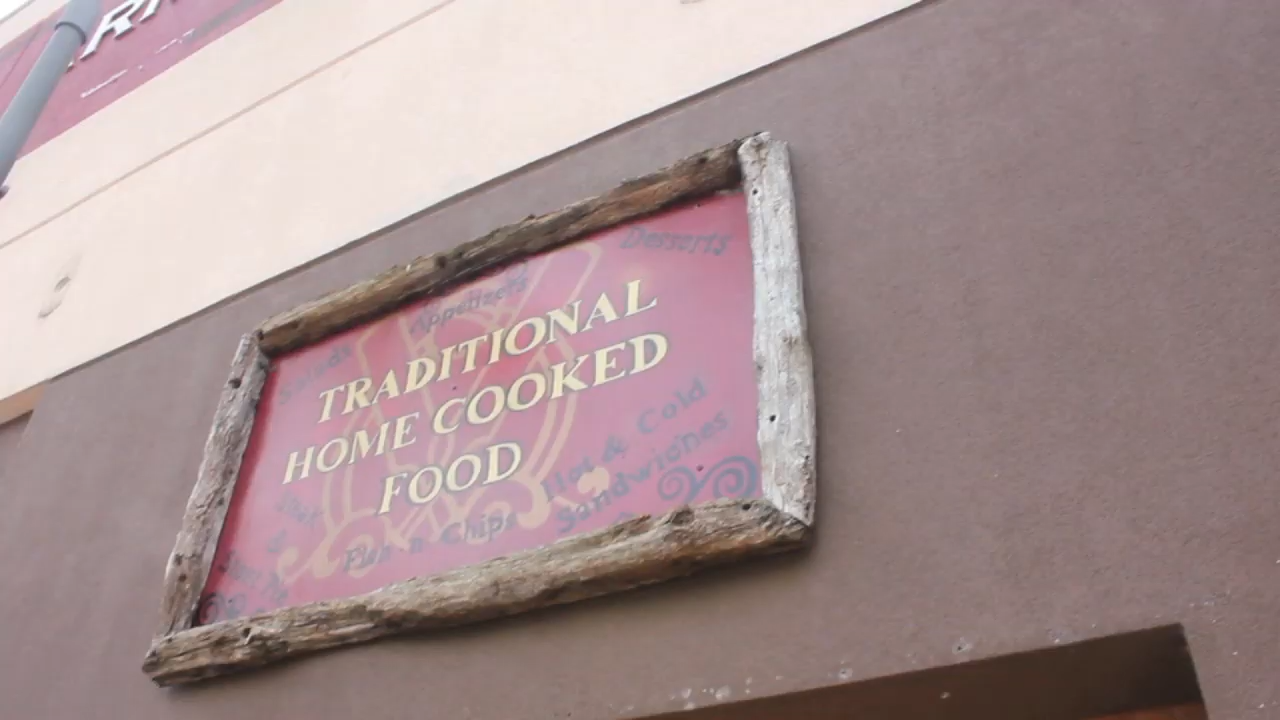 Desserts
Appetizers
Salads
TRADITIONAL
HOME COOKED
FOOD
Hot & Cold
Sandwiches
Fish n Chips